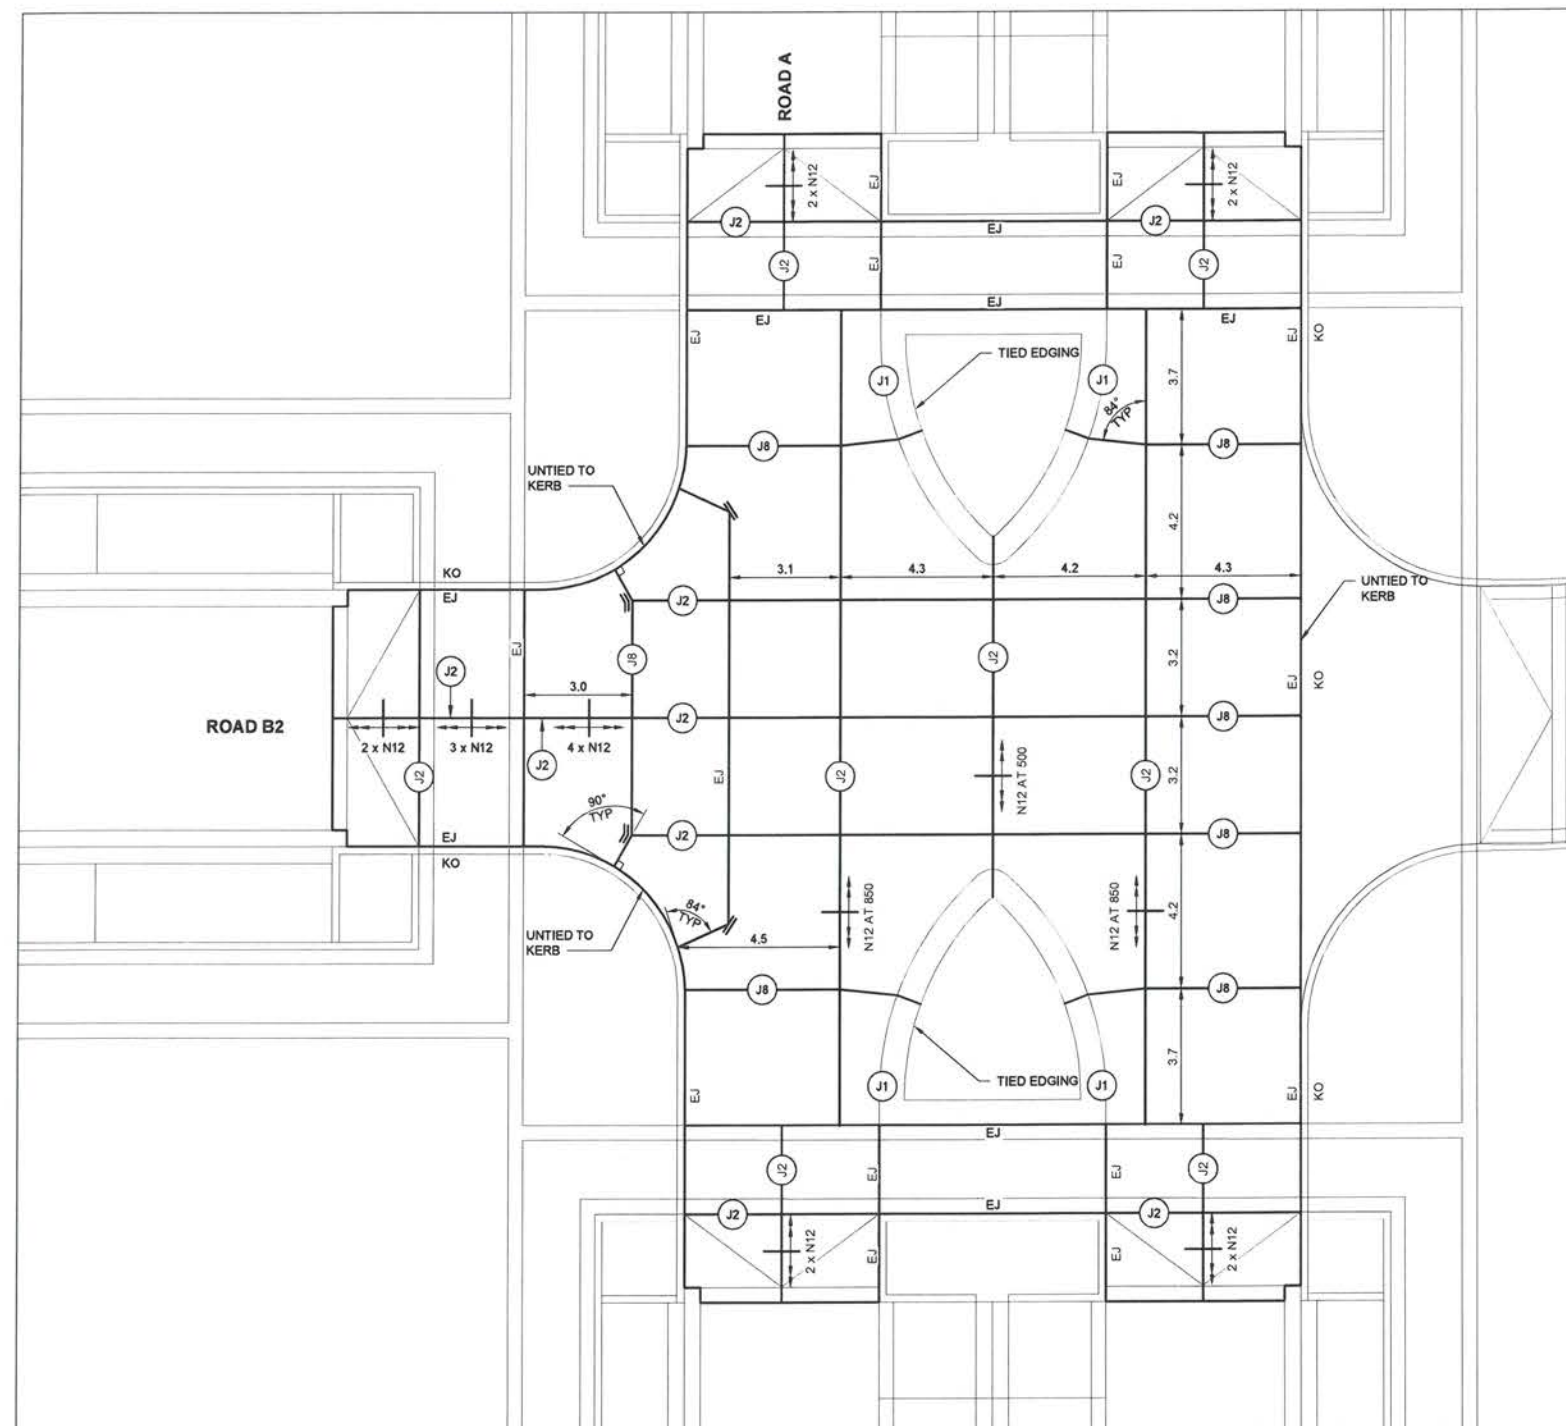 ROAD A
2 x N12
EJ
EJ
2 x N12
J2
EJ
J2
J2
EJ
EJ
J2
EJ
EJ
EJ
EJ
EJ
KO
TIED EDGING
J1
J1
3.7
84°
TYP
J8
J8
UNTIED TO
KERB
4.2
KO
EJ
3.1
4.3
4.2
4.3
UNTIED TO
KERB
J2
J8
EJ
J8
J2
3.2
J2
3.0
EJ
KO
ROAD B2
J2
J8
2 x N12
3 x N12
4 x N12
J2
J2
EJ
J2
N12 AT 500
J2
3.2
90°
TYP
EJ
KO
J2
J8
84°
TYP
N12 AT 850
N12 AT 850
4.2
UNTIED TO
KERB
4.5
J8
J8
3.7
TIED EDGING
J1
J1
EJ
EJ
KO
EJ
J2
EJ
EJ
J2
J2
EJ
J2
2 x N12
EJ
EJ
2 x N12